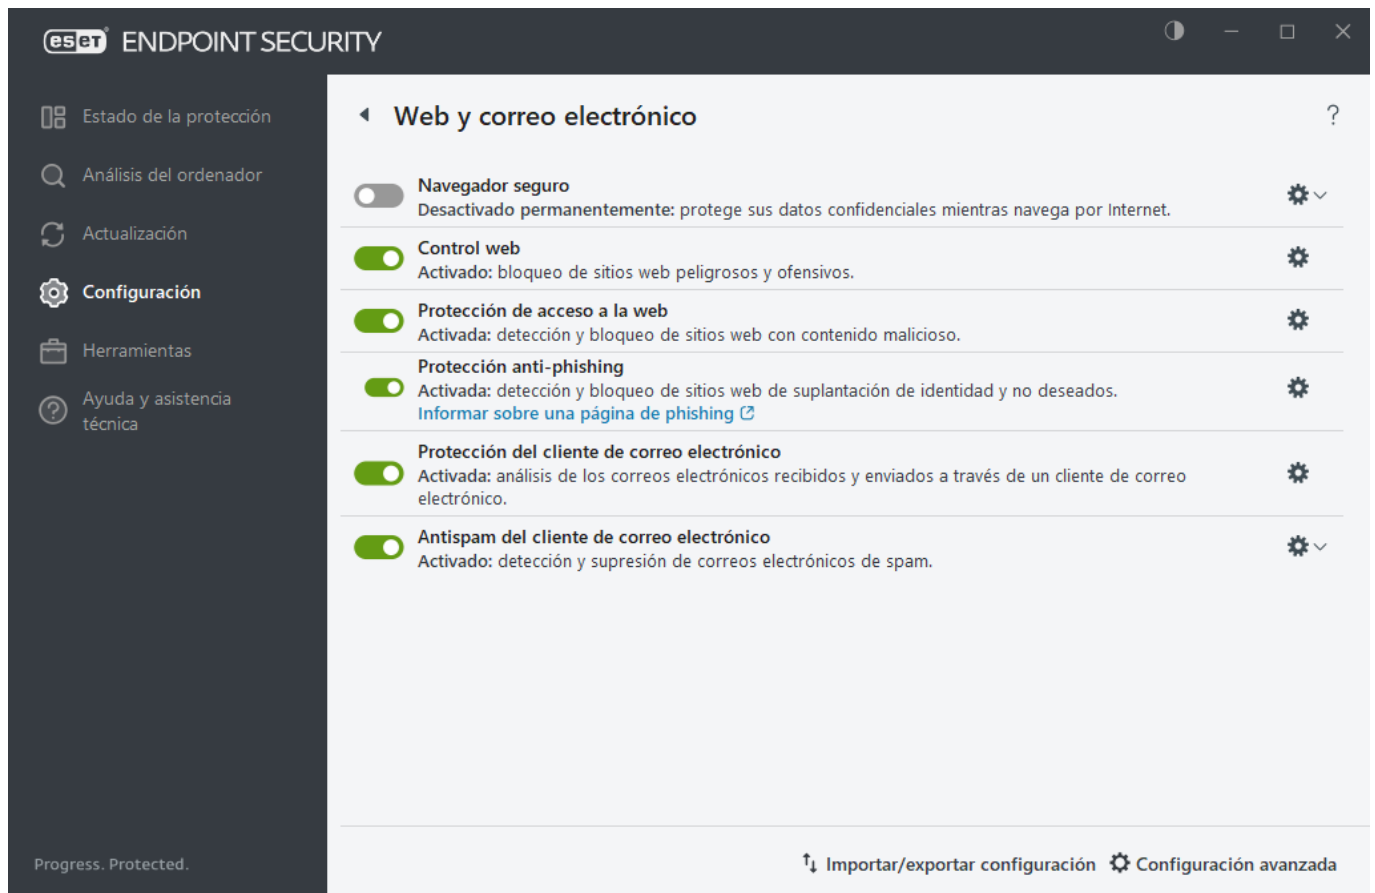 eset ENDPOINT SECURITY
Estado de la protección
Análisis del ordenador
Actualización
Configuración
Herramientas
Ayuda y asistencia
técnica
Progress. Protected.
Web y correo electrónico
?
Navegador seguro
Desactivado permanentemente: protege sus datos confidenciales mientras navega por Internet.
Control web
Activado: bloqueo de sitios web peligrosos y ofensivos.
Protección de acceso a la web
Activada: detección y bloqueo de sitios web con contenido malicioso.
Protección anti-phishing
Activada: detección y bloqueo de sitios web de suplantación de identidad y no deseados.
Informar sobre una página de phishing
Protección del cliente de correo electrónico
Activada: análisis de los correos electrónicos recibidos y enviados a través de un cliente de correo
electrónico.
Antispam del cliente de correo electrónico
Activado: detección y supresión de correos electrónicos de spam.
Importar/exportar configuración Configuración avanzada